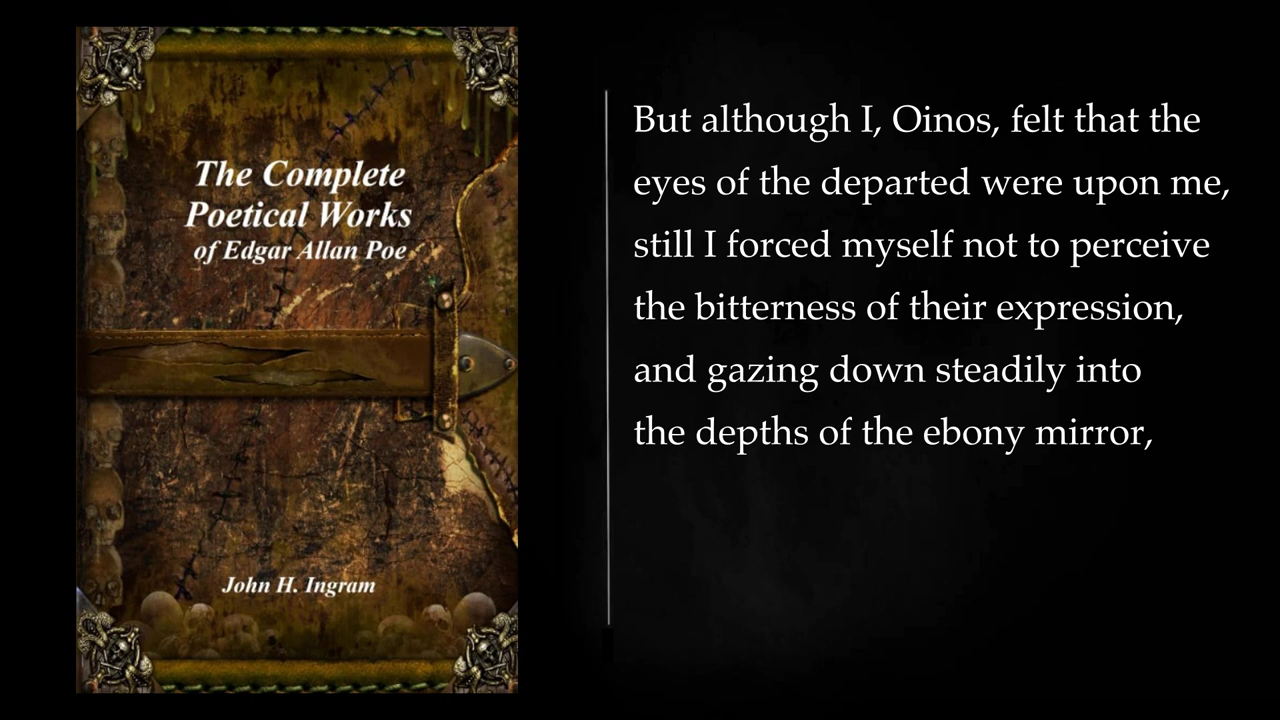 The Complete
Poetical Works
of Edgar Allan Poe
John H. Ingram
But although I, Oinos, felt that the
eyes of the departed were upon me,
still I forced myself not to perceive
the bitterness of their expression,
and gazing down steadily into
the depths of the ebony mirror,